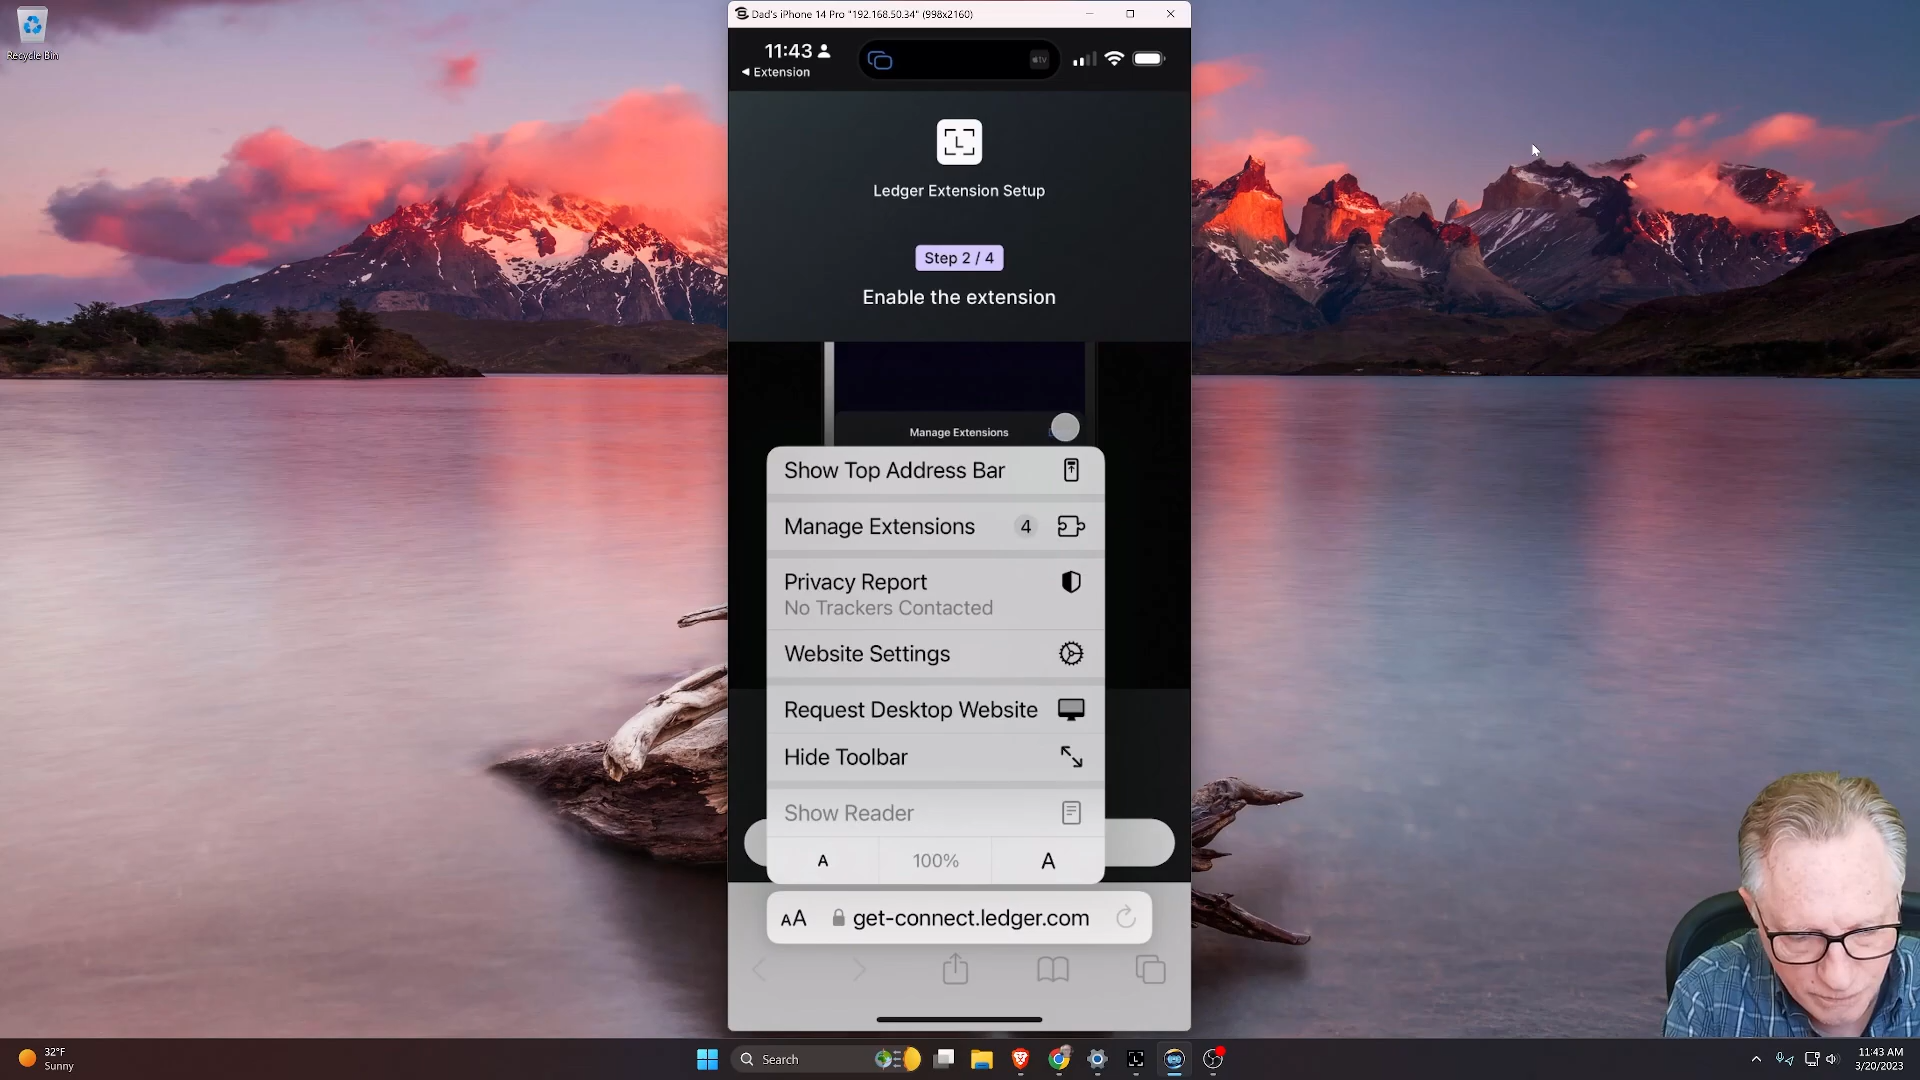 Recycle Bin
Dad's iPhone 14 Pro "192.168.50.34" (998x2160)
11:43
◂ Extension
tv
L
Ledger Extension Setup
Step 2 / 4
Enable the extension
Manage Extensions
Show Top Address Bar
Manage Extensions 4
Privacy Report
No Trackers Contacted
Website Settings
Request Desktop Website
Hide Toolbar
Show Reader
A 100% A
AA get-connect.ledger.com
32°F
Sunny
Search
11:43 AM
3/20/2023